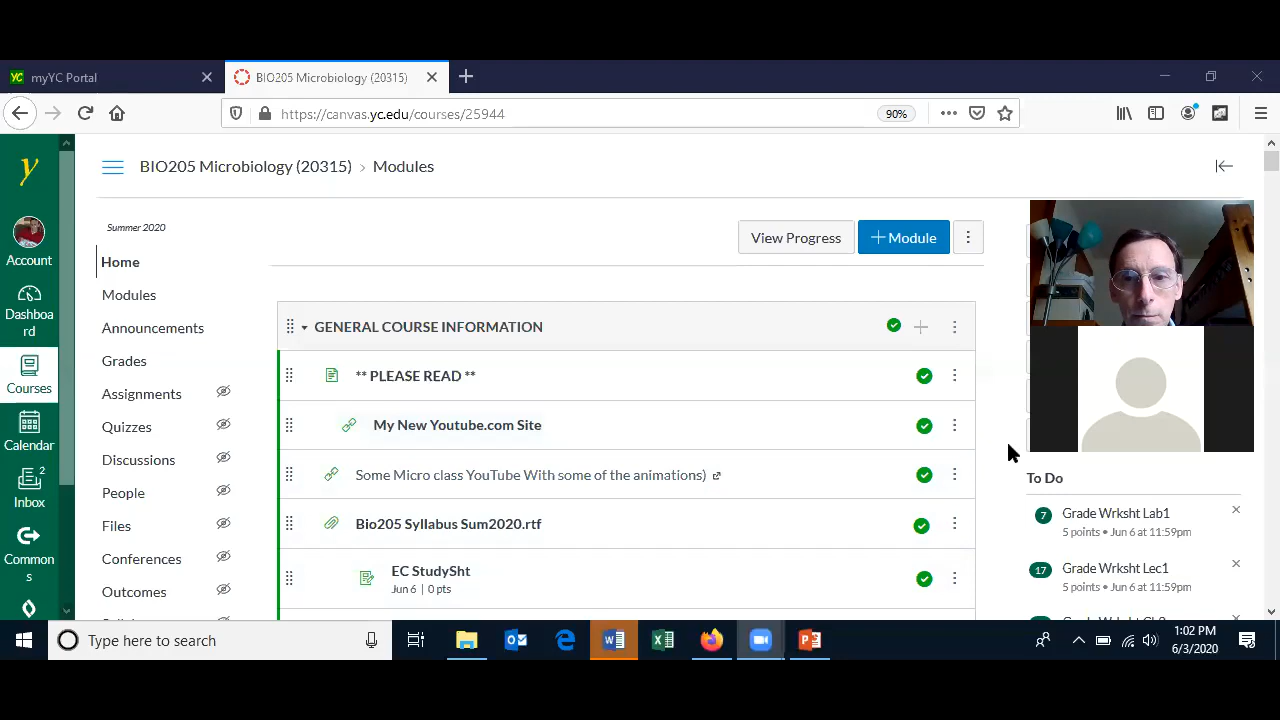 myYC Portal
BIO205 Microbiology (20315)
https://canvas.yc.edu/courses/25944
90%
BIO205 Microbiology (20315) › Modules
Account
Dashboa
rd
Courses
Calendar
2
Inbox
Common
s
Summer 2020
Home
Modules
Announcements
Grades
Assignments
Quizzes
Discussions
People
Files
Conferences
Outcomes
View Progress
+ Module
GENERAL COURSE INFORMATION
** PLEASE READ **
My New Youtube.com Site
Some Micro class YouTube With some of the animations)
Bio205 Syllabus Sum2020.rtf
EC StudySht
Jun 6 | 0 pts
To Do
7 Grade Wrksht Lab1
5 points • Jun 6 at 11:59pm
17 Grade Wrksht Lec1
5 points • Jun 6 at 11:59pm
Type here to search
1:02 PM
6/3/2020